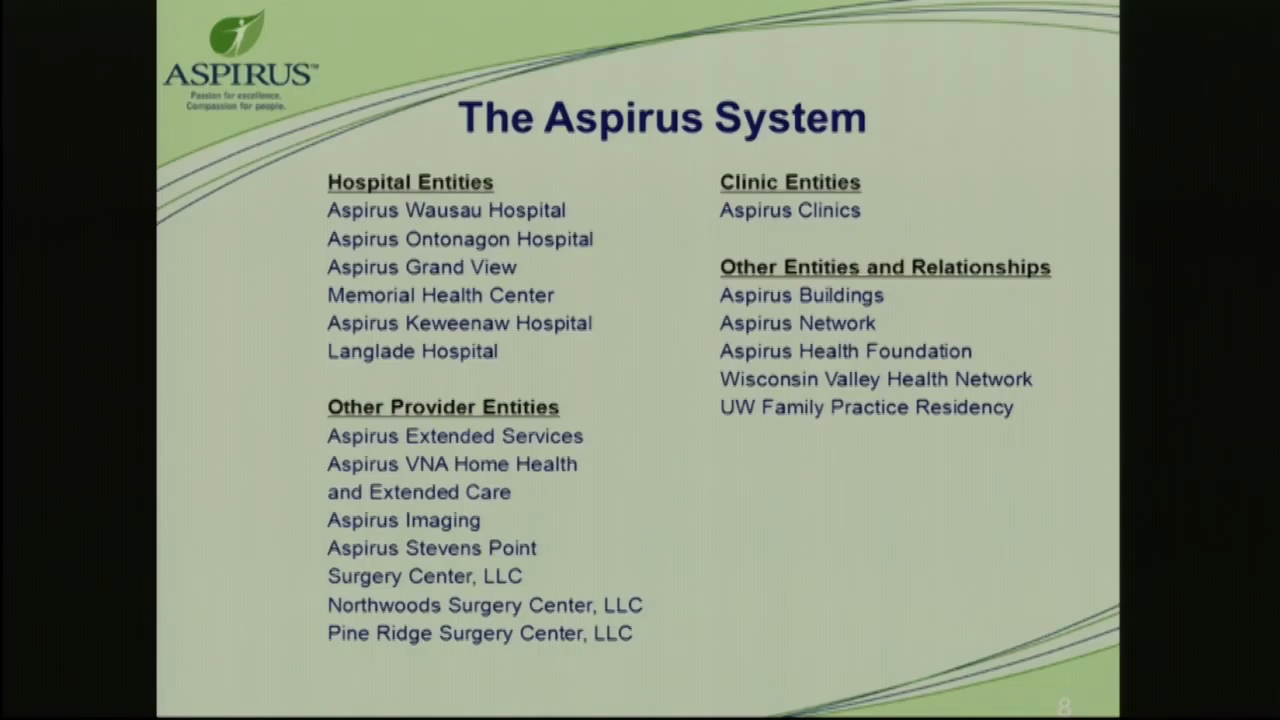 ASPIRUS™
Passion for excellence.
Compassion for people.
The Aspirus System
Hospital Entities
Aspirus Wausau Hospital
Aspirus Ontonagon Hospital
Aspirus Grand View
Memorial Health Center
Aspirus Keweenaw Hospital
Langlade Hospital
Other Provider Entities
Aspirus Extended Services
Aspirus VNA Home Health
and Extended Care
Aspirus Imaging
Aspirus Stevens Point
Surgery Center, LLC
Northwoods Surgery Center, LLC
Pine Ridge Surgery Center, LLC
Clinic Entities
Aspirus Clinics
Other Entities and Relationships
Aspirus Buildings
Aspirus Network
Aspirus Health Foundation
Wisconsin Valley Health Network
UW Family Practice Residency
8